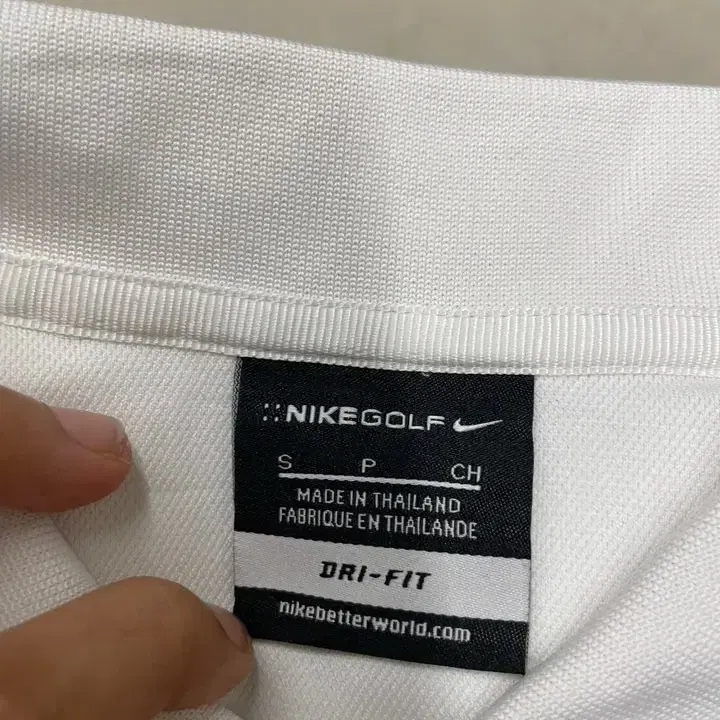 NIKEGOLF
S P CH
MADE IN THAILAND
FABRIQUE EN THAILANDE
DRI-FIT
nikebetterworld.com